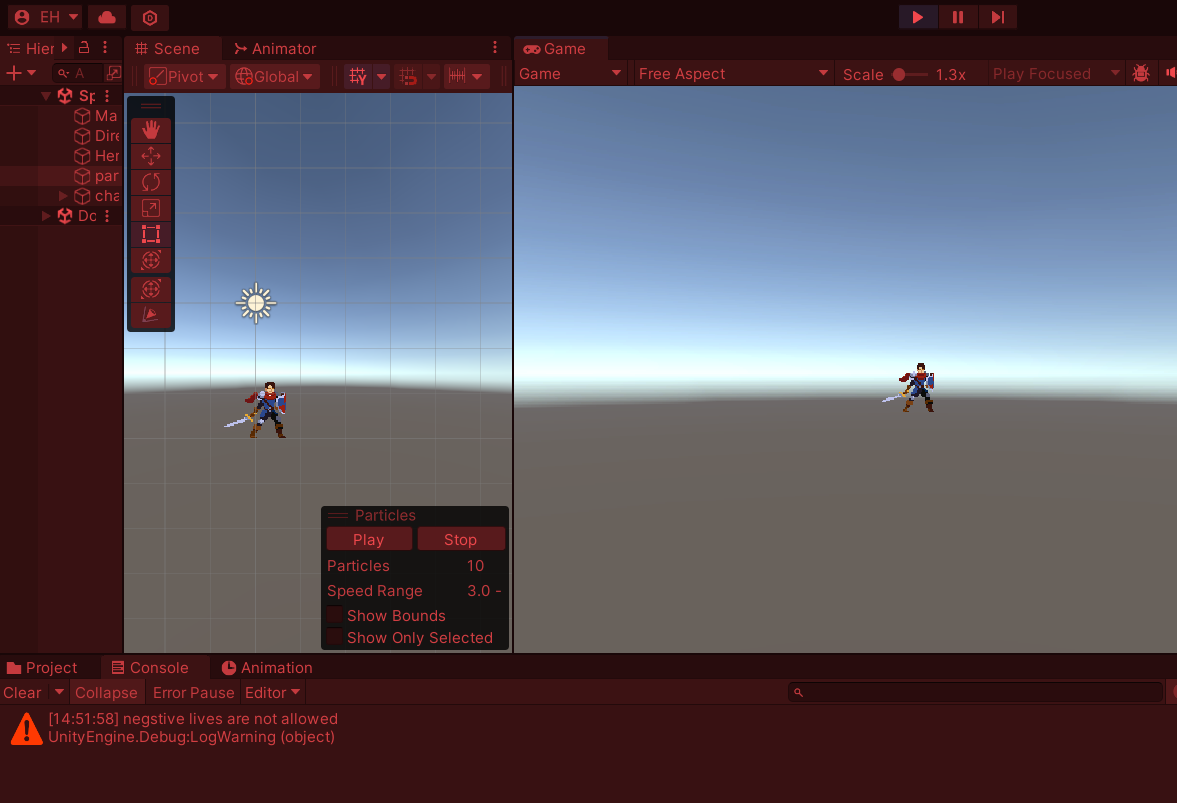 EH
Hier
Scene
Animator
Game
A
Pivot
Global
Y
Game
Free Aspect
Scale
1.3x
Play Focused
Sp
Ma
Dire
Her
par
cha
Do
Particles
Play
Stop
Particles
10
Speed Range
3.0 -
Show Bounds
Show Only Selected
Project
Console
Animation
Clear
Collapse
Error Pause
Editor
[14:51:58] negstive lives are not allowed
UnityEngine.Debug:LogWarning (object)